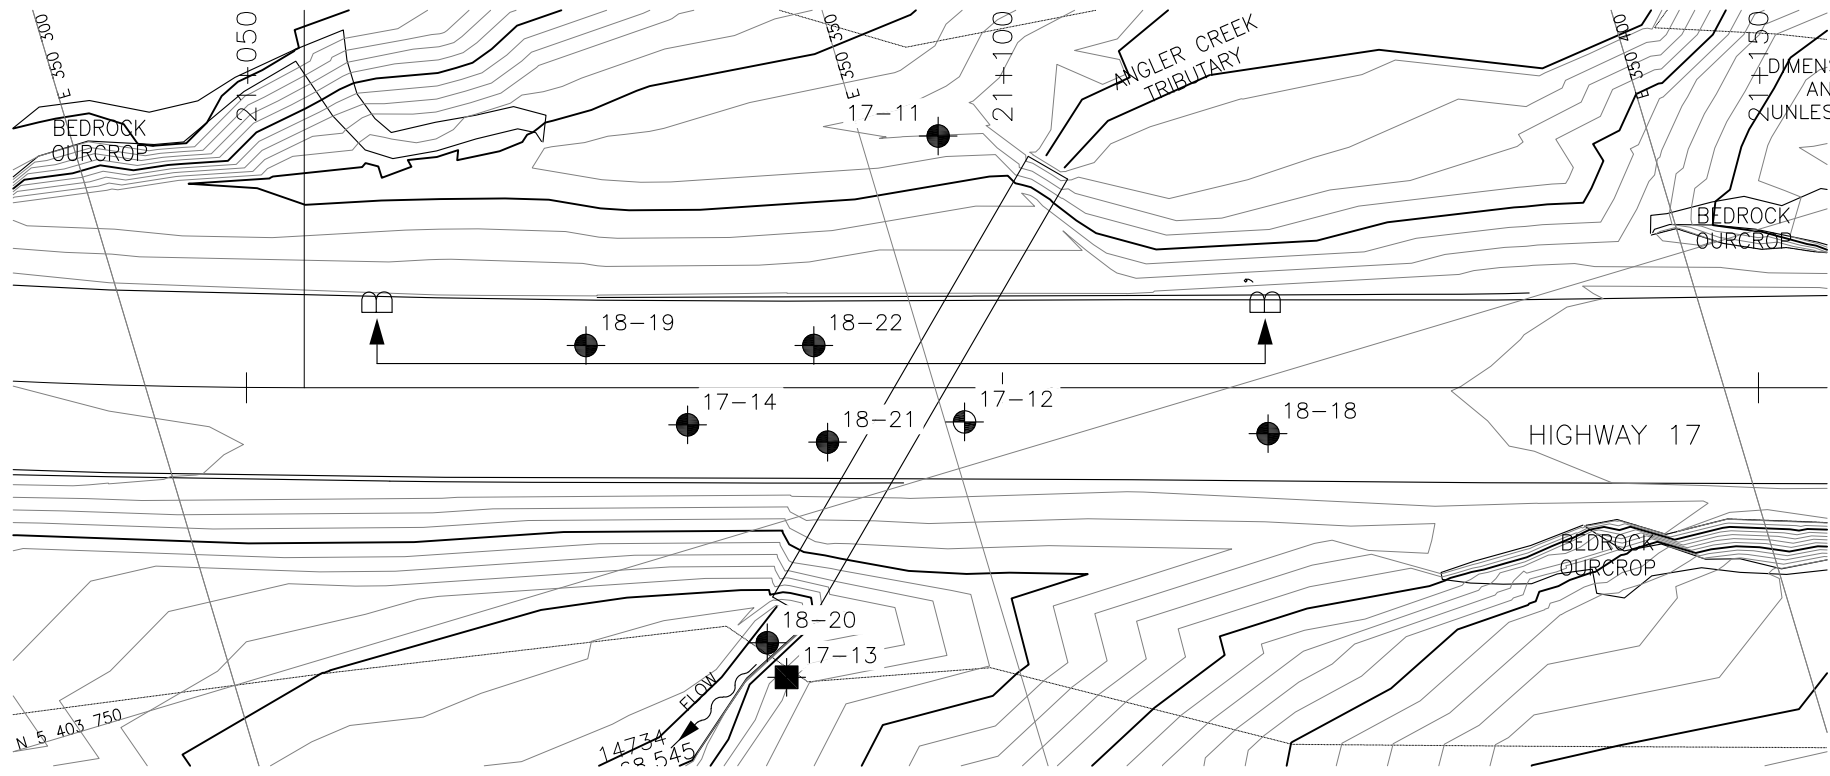 E 350 300
21+050
E 350 350
21+100
ANGLER CREEK
TRIBUTARY
E 350 400
21+150
DIMENS
AN
UNLES
17-11
BEDROCK
OURCROP
BEDROCK
OURCROP
B
B'
18-19
18-22
17-14
18-21
17-12
18-18
HIGHWAY 17
BEDROCK
OURCROP
18-20
17-13
FLOW
N 5 403 750
14734
68.545